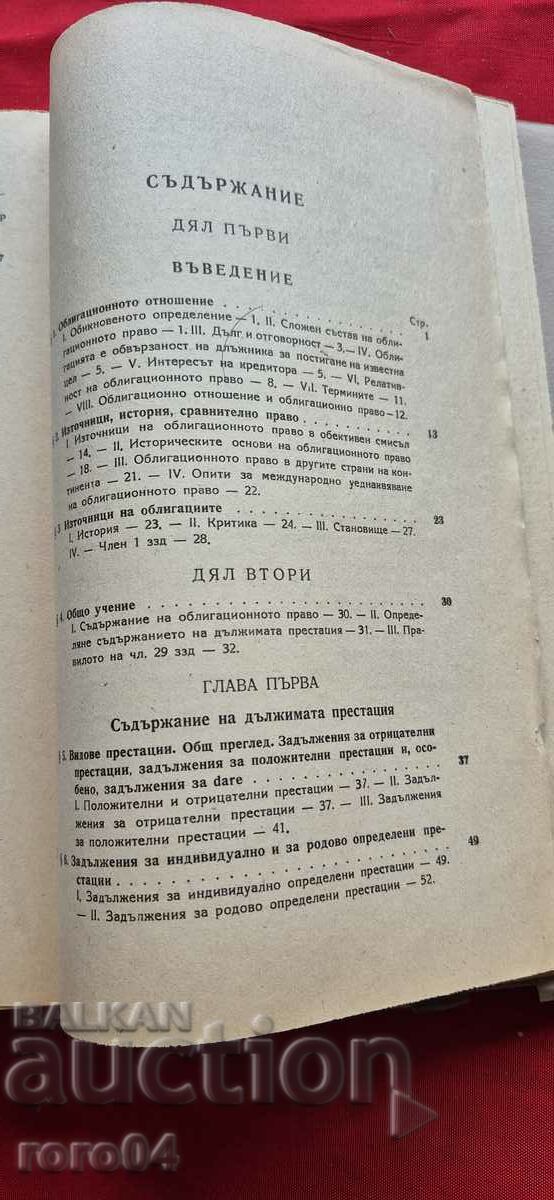 СЪДЪРЖАНИЕ
ДЯЛ ПЪРВИ
ВЪВЕДЕНИЕ
Стр.
Облигационното отношение . . . . . . . . . . . . 1
I. Обикновеното определение — 1. II. Сложен състав на обли-
гационното право — 1. III. Дълг и отговорност — 3. — IV. Обли-
гацията е обвързаност на длъжника за постигане на известна
цел — 5. — V. Интересът на кредитора — 5. — VI. Релатив-
ност на облигационното право — 8. — VII. Термините — 11.
— VIII. Облигационно отношение и облигационно право—12.
§ 2. Източници, история, сравнително право . . . . . . . 13
I Източници на облигационното право в обективен смисъл
— 14. — II. Историческите основи на облигационното право
— 18. — III. Облигационното право в другите страни на кон-
тинента — 21. — IV. Опити за международно уеднаквяване
на облигационното право — 22.
§ 3 Източници на облигациите . . . . . . . . . . 23
I. История — 23. — II. Критика — 24. — III. Становище — 27.
IV. — Член 1 ззд — 28.
ДЯЛ ВТОРИ
§ 4. Общо учение . . . . . . . . . . . . . . . 30
I. Съдържание на облигационното право — 30. — II. Опреде-
ляне съдържанието на дължимата престация — 31. — III. Пра-
вилото на чл. 29 ззд — 32.
ГЛАВА ПЪРВА
Съдържание на дължимата престация
§ 5. Видове престации. Общ преглед. Задължения за отрицателни
престации, задължения за положителни престации и, осо-
бено, задължения за dare . . . . . . . . . . . . 37
I. Положителни и отрицателни престации — 37. — II. Задъл-
жения за отрицателни престации — 37. — III. Задължения
за положителни престации — 41.
§ 6. Задължения за индивидуално и за родово определени пре-
стации . . . . . . . . . . . . . . . . . . 49
I, Задължения за индивидуално определени престации — 49.
— II. Задължения за родово определени престации — 52.
Р
7
BALKAN
auction
roro04